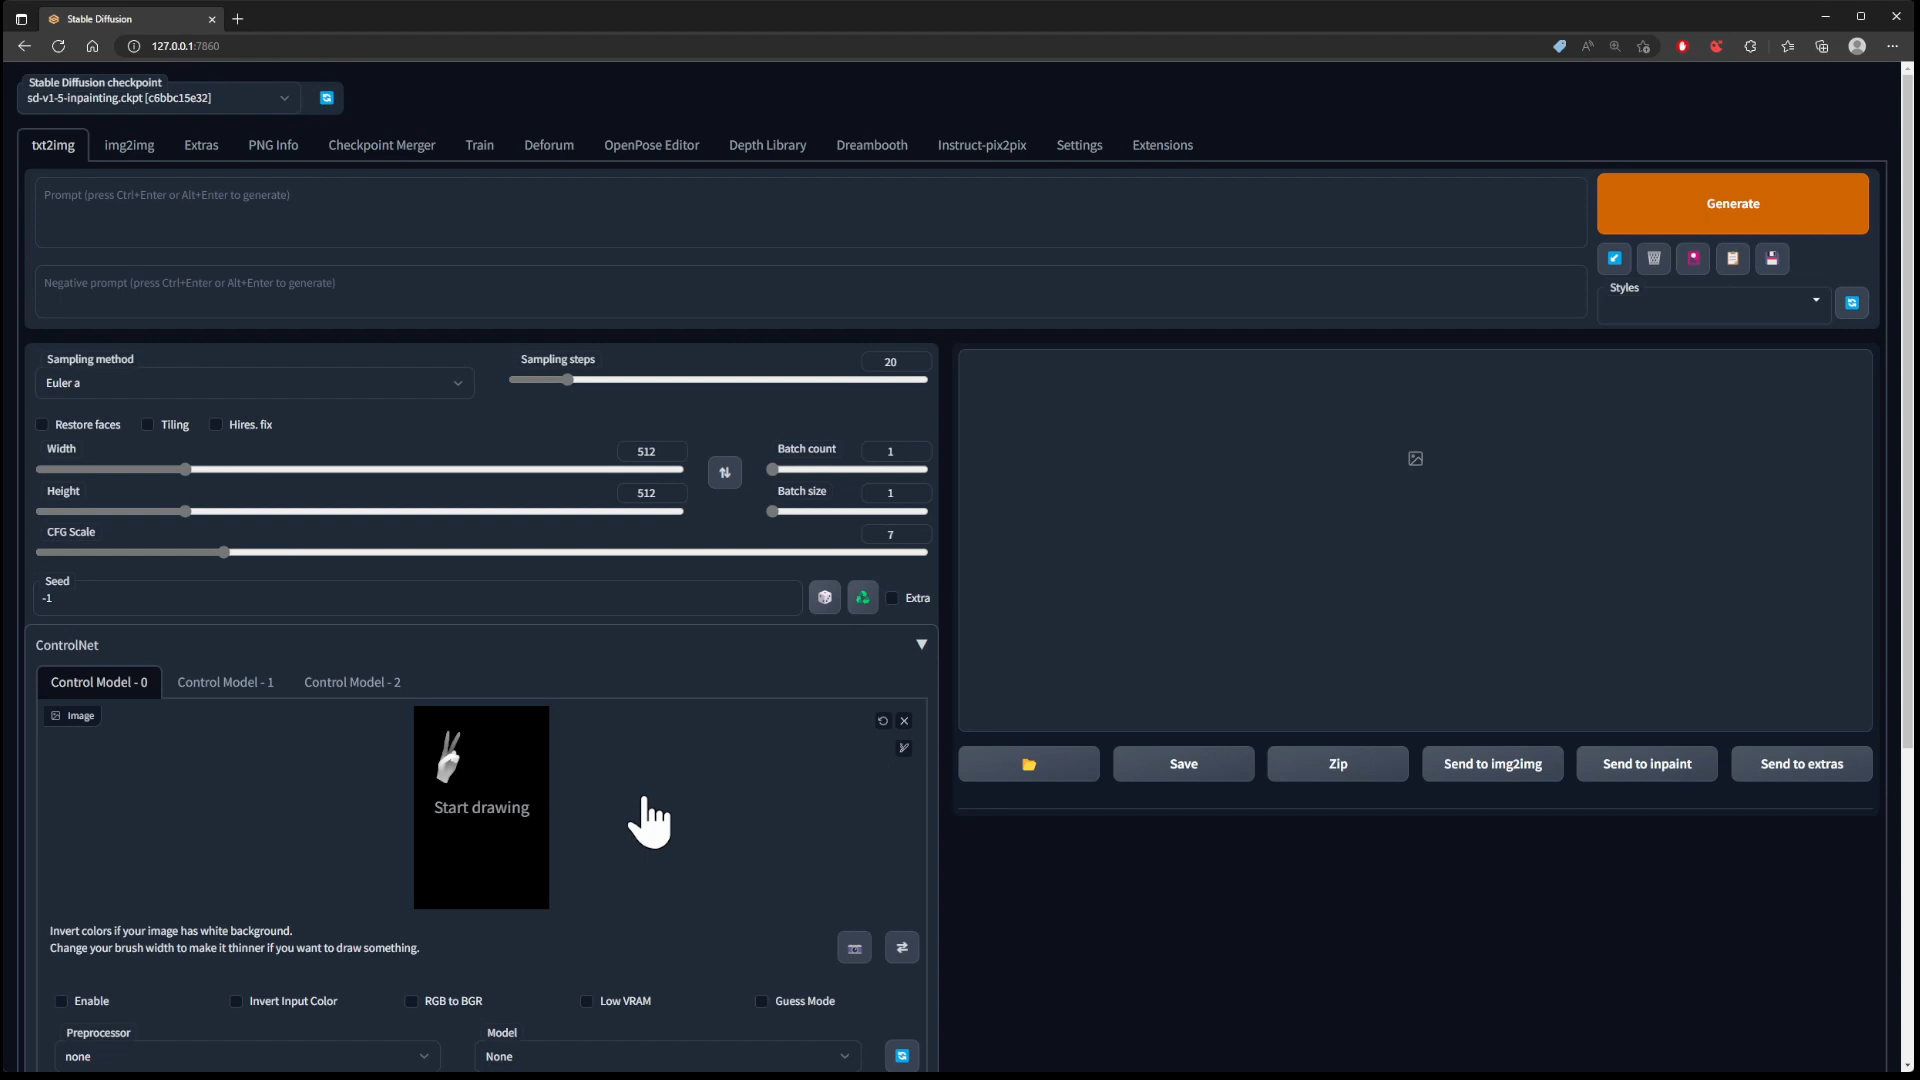 Stable Diffusion
127.0.0.1:7860
Stable Diffusion checkpoint
sd-v1-5-inpainting.ckpt [c6bbc15e32]
txt2img
img2img
Extras
PNG Info
Checkpoint Merger
Train
Deforum
OpenPose Editor
Depth Library
Dreambooth
Instruct-pix2pix
Settings
Extensions
Prompt (press Ctrl+Enter or Alt+Enter to generate)
Generate
Negative prompt (press Ctrl+Enter or Alt+Enter to generate)
Styles
Sampling method
Euler a
Sampling steps
20
Restore faces
Tiling
Hires. fix
Width
512
Batch count
1
Height
512
Batch size
1
CFG Scale
7
Seed
-1
Extra
ControlNet
Control Model - 0
Control Model - 1
Control Model - 2
Image
Start drawing
Save
Zip
Send to img2img
Send to inpaint
Send to extras
Invert colors if your image has white background.
Change your brush width to make it thinner if you want to draw something.
Enable
Invert Input Color
RGB to BGR
Low VRAM
Guess Mode
Preprocessor
none
Model
None